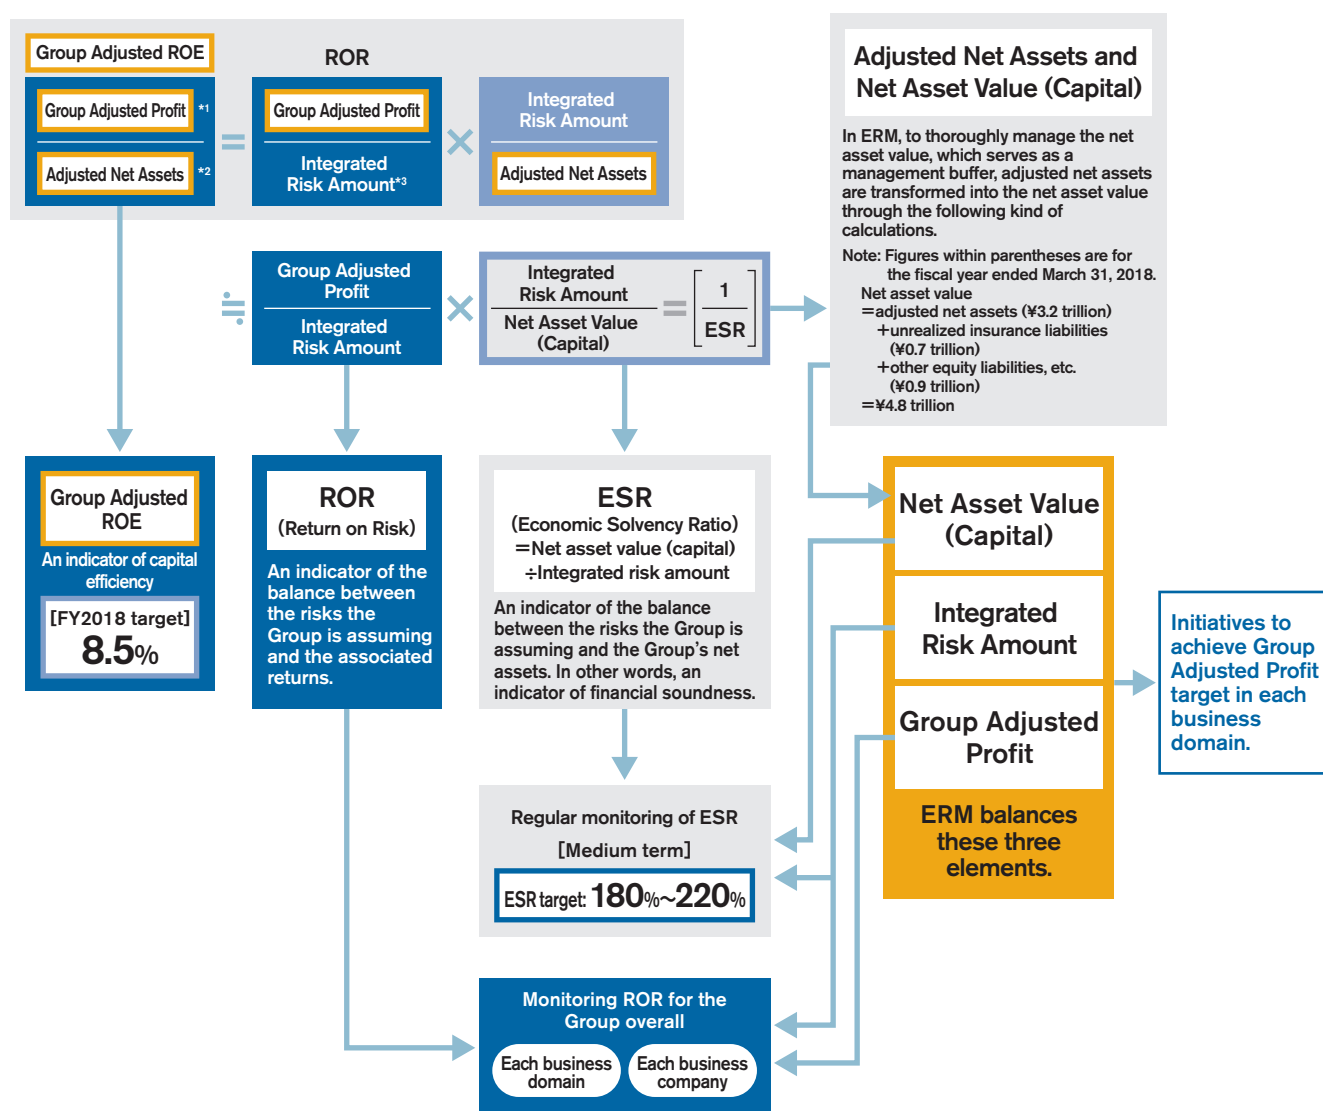 Group Adjusted ROE
Group Adjusted Profit *1
Adjusted Net Assets *2
=
ROR
Group Adjusted Profit
Integrated
Risk Amount*3
×
Integrated
Risk Amount
Adjusted Net Assets
≒
Group Adjusted
Profit
Integrated
Risk Amount
×
Integrated
Risk Amount
Net Asset Value
(Capital)
=
1
ESR
Adjusted Net Assets and
Net Asset Value (Capital)
In ERM, to thoroughly manage the net
asset value, which serves as a
management buffer, adjusted net assets
are transformed into the net asset value
through the following kind of
calculations.
Note: Figures within parentheses are for
the fiscal year ended March 31, 2018.
Net asset value
=adjusted net assets (¥3.2 trillion)
+unrealized insurance liabilities
(¥0.7 trillion)
+other equity liabilities, etc.
(¥0.9 trillion)
=¥4.8 trillion
Group Adjusted
ROE
An indicator of capital
efficiency
[FY2018 target]
8.5%
ROR
(Return on Risk)
An indicator of the
balance between
the risks the
Group is assuming
and the associated
returns.
ESR
(Economic Solvency Ratio)
=Net asset value (capital)
÷Integrated risk amount
An indicator of the balance
between the risks the Group is
assuming and the Group's net
assets. In other words, an
indicator of financial soundness.
Net Asset Value
(Capital)
Integrated
Risk Amount
Group Adjusted
Profit
ERM balances
these three
elements.
Initiatives to
achieve Group
Adjusted Profit
target in each
business
domain.
Regular monitoring of ESR
[Medium term]
ESR target: 180%~220%
Monitoring ROR for the
Group overall
Each business
domain
Each business
company